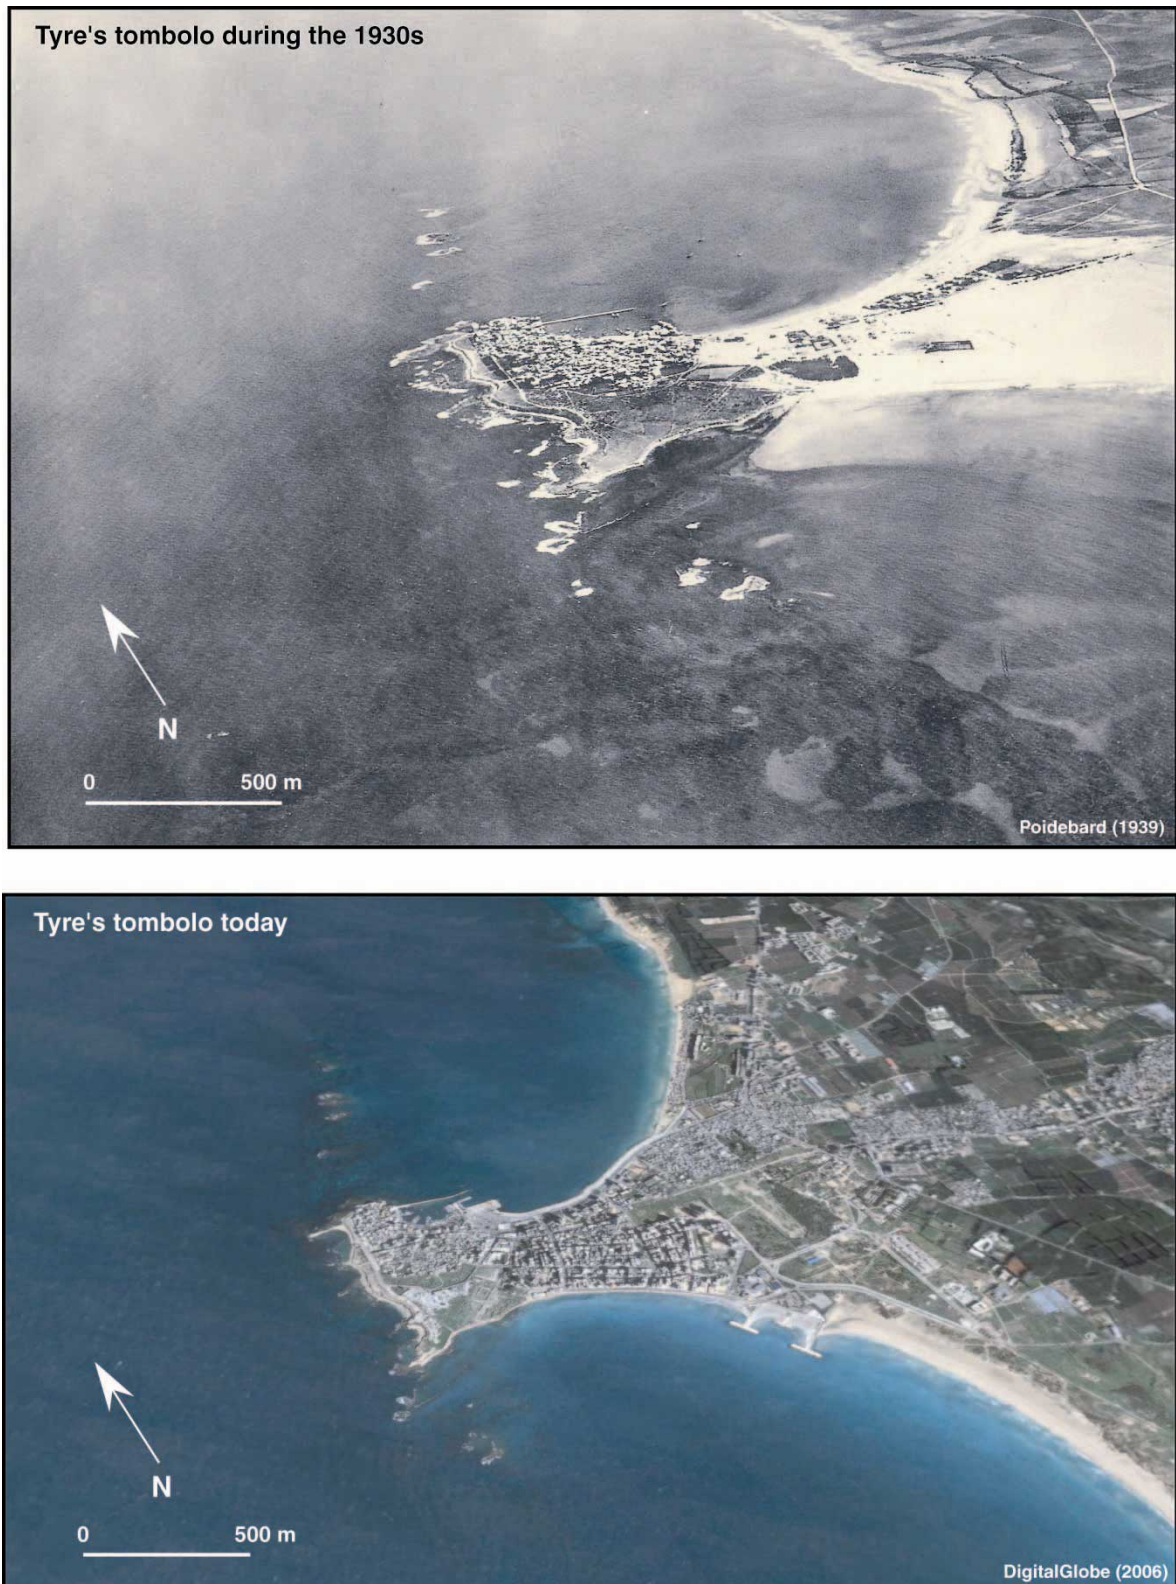 Tyre's tombolo during the 1930s
N
0 500 m
Poidebard (1939)
Tyre's tombolo today
N
0 500 m
DigitalGlobe (2006)